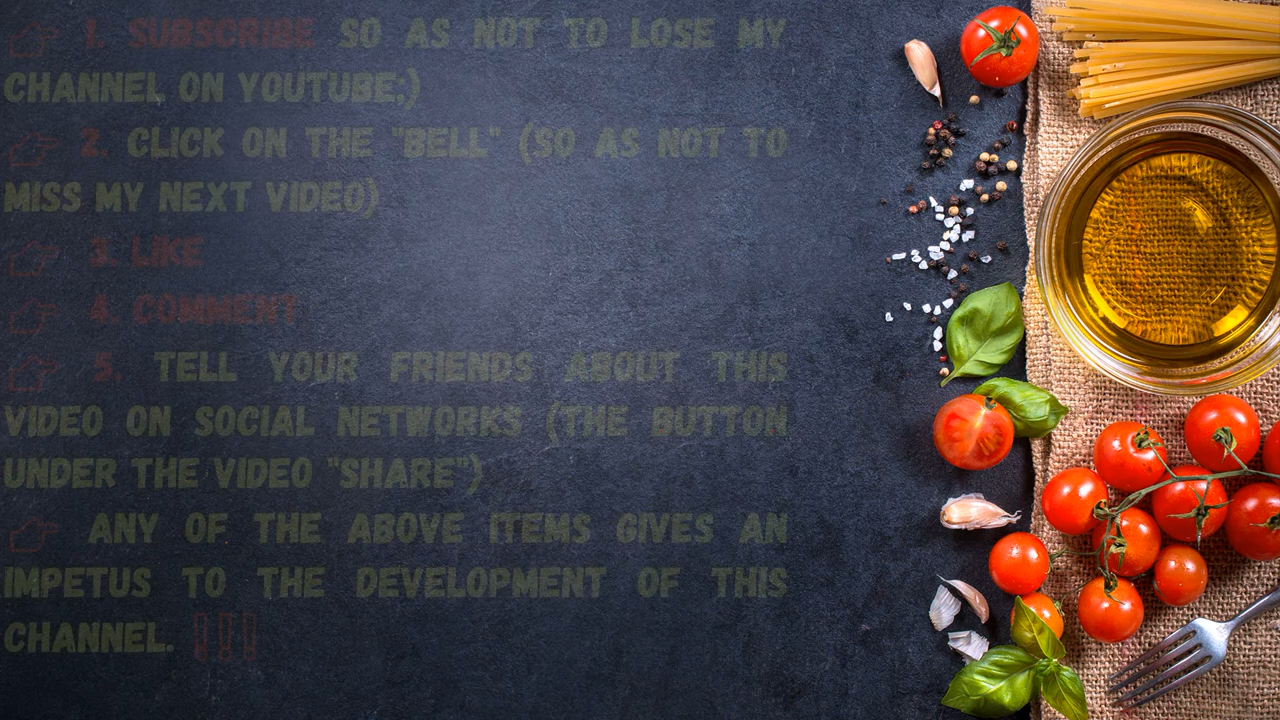 👉 1. SUBSCRIBE SO AS NOT TO LOSE MY
CHANNEL ON YOUTUBE;)
👉 2. CLICK ON THE "BELL" (SO AS NOT TO
MISS MY NEXT VIDEO)
👉 3. LIKE
👉 4. COMMENT
👉 5. TELL YOUR FRIENDS ABOUT THIS
VIDEO ON SOCIAL NETWORKS (THE BUTTON
UNDER THE VIDEO "SHARE")
👉 ANY OF THE ABOVE ITEMS GIVES AN
IMPETUS TO THE DEVELOPMENT OF THIS
CHANNEL. !!!